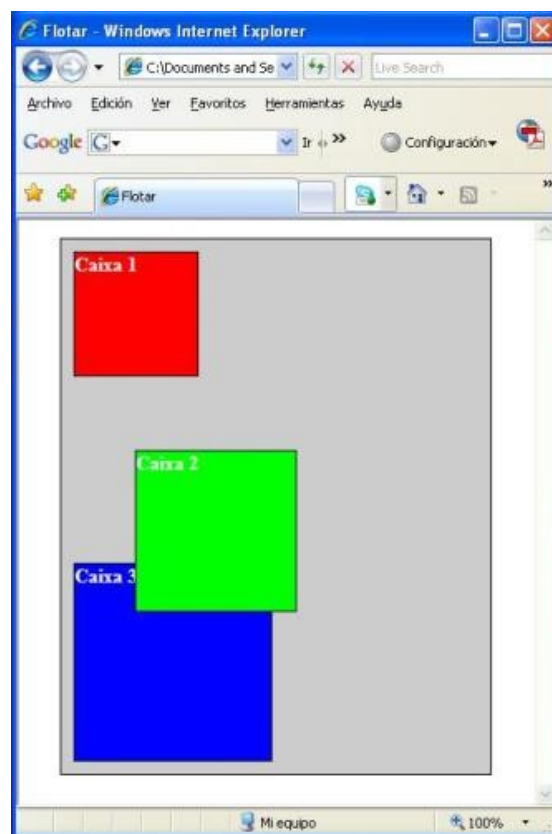 Flotar - Windows Internet Explorer
C:\Documents and Se Live Search
Archivo Edición Ver Favoritos Herramientas Ayuda
Google G Ir Configuración
Flotar
Caixa 1
Caixa 2
Caixa 3
Mi equipo 100%